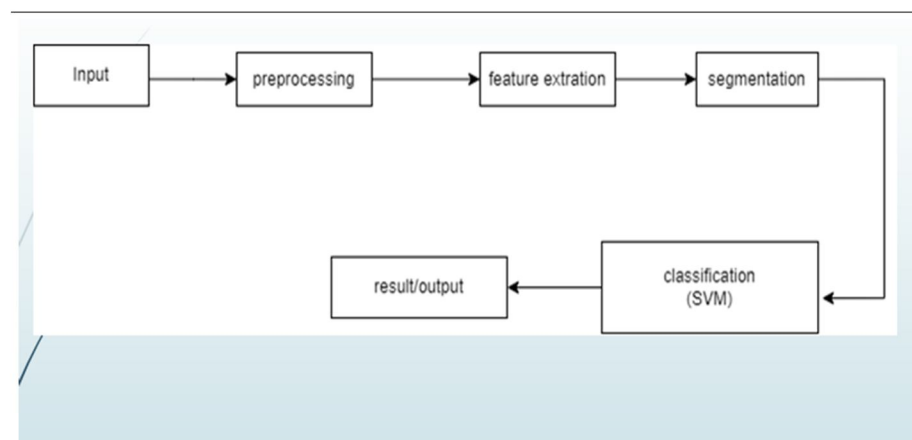 Input
preprocessing
feature extration
segmentation
classification
(SVM)
result/output